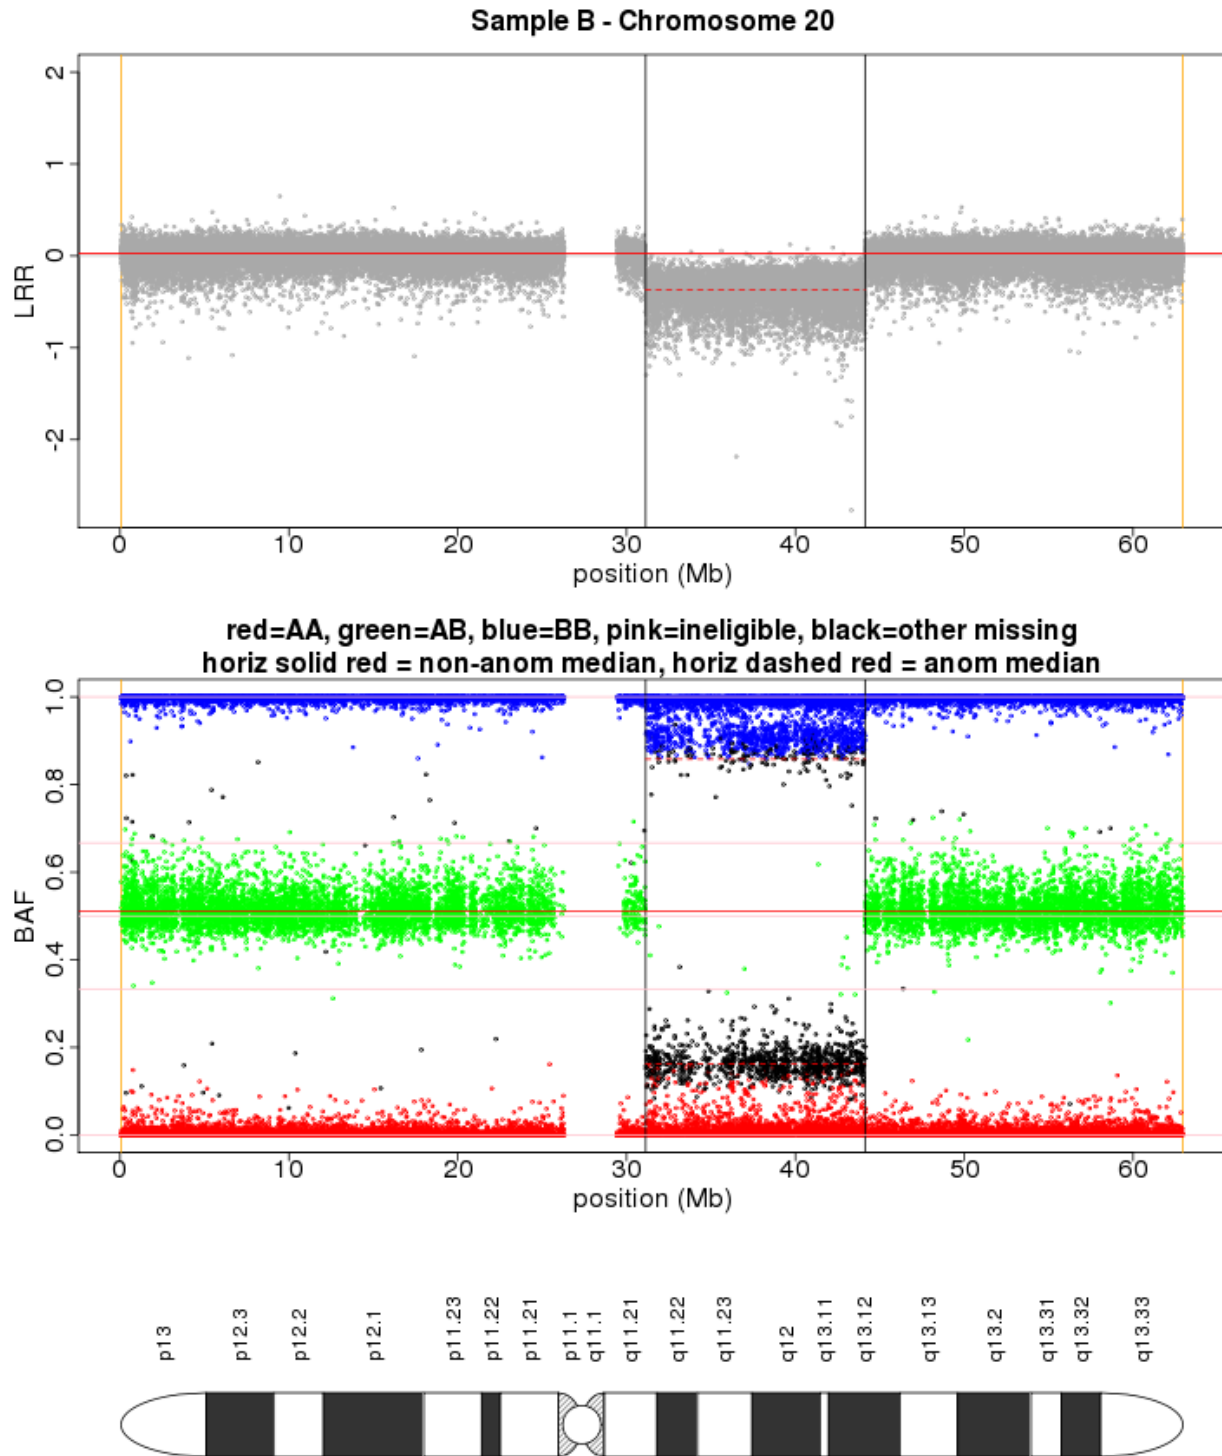 Sample B - Chromosome 20
2
1
0
-1
-2
LRR
0 10 20 30 40 50 60
position (Mb)
red=AA, green=AB, blue=BB, pink=ineligible, black=other missing
horiz solid red = non-anom median, horiz dashed red = anom median
1.0
0.8
0.6
0.4
0.2
0.0
BAF
0 10 20 30 40 50 60
position (Mb)
p13 p12.3 p12.2 p12.1 p11.23 p11.22 p11.21 p11.1 q11.1 q11.21 q11.22 q11.23 q12 q13.11 q13.12 q13.13 q13.2 q13.31 q13.32 q13.33